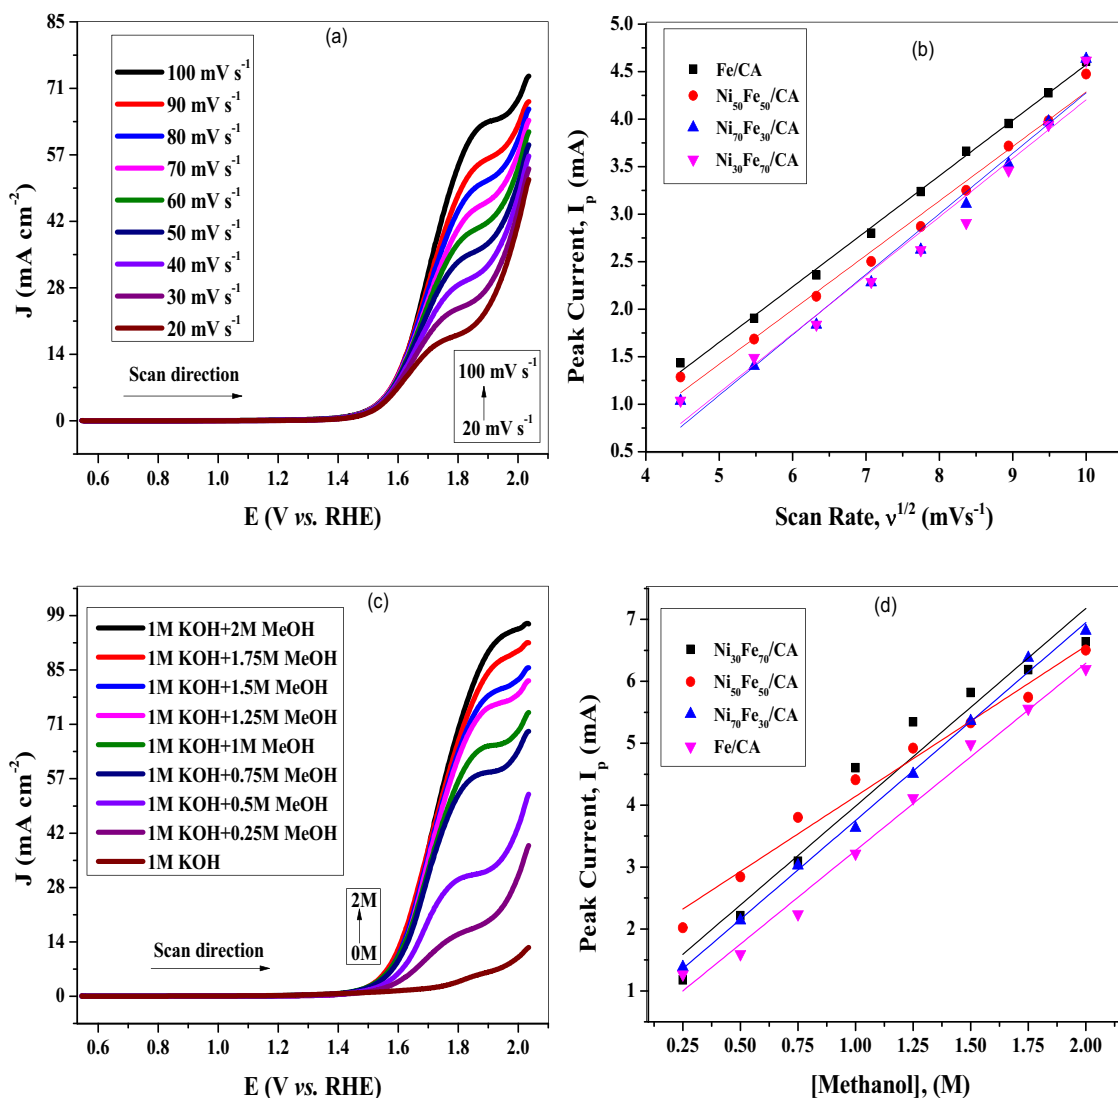 (a)
85
71
57
42
28
14
0
J (mA cm⁻²)
100 mV s⁻¹
90 mV s⁻¹
80 mV s⁻¹
70 mV s⁻¹
60 mV s⁻¹
50 mV s⁻¹
40 mV s⁻¹
30 mV s⁻¹
20 mV s⁻¹
Scan direction
100 mV s⁻¹
20 mV s⁻¹
0.6 0.8 1.0 1.2 1.4 1.6 1.8 2.0
E (V vs. RHE)
(b)
5.0
4.5
4.0
3.5
3.0
2.5
2.0
1.5
1.0
0.5
Peak Current, Iₚ (mA)
Fe/CA
Ni₅₀Fe₅₀/CA
Ni₇₀Fe₃₀/CA
Ni₃₀Fe₇₀/CA
4 5 6 7 8 9 10
Scan Rate, ν¹ᐟ² (mVs⁻¹)
(c)
99
85
71
57
42
28
14
0
J (mA cm⁻²)
1M KOH+2M MeOH
1M KOH+1.75M MeOH
1M KOH+1.5M MeOH
1M KOH+1.25M MeOH
1M KOH+1M MeOH
1M KOH+0.75M MeOH
1M KOH+0.5M MeOH
1M KOH+0.25M MeOH
1M KOH
2M
0M
Scan direction
0.6 0.8 1.0 1.2 1.4 1.6 1.8 2.0
E (V vs. RHE)
(d)
7
6
5
4
3
2
1
Peak Current, Iₚ (mA)
Ni₃₀Fe₇₀/CA
Ni₅₀Fe₅₀/CA
Ni₇₀Fe₃₀/CA
Fe/CA
0.25 0.50 0.75 1.00 1.25 1.50 1.75 2.00
[Methanol], (M)